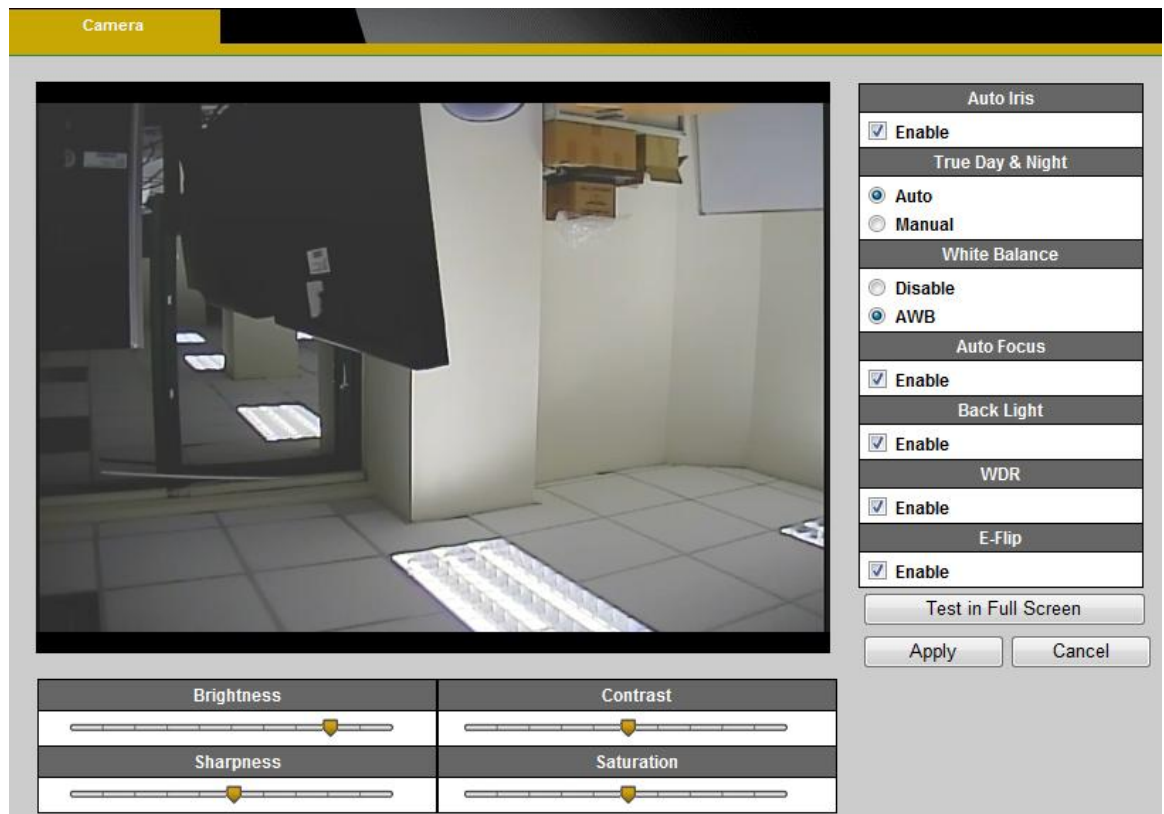 Camera
Auto Iris
Enable
True Day & Night
Auto
Manual
White Balance
Disable
AWB
Auto Focus
Enable
Back Light
Enable
WDR
Enable
E-Flip
Enable
Test in Full Screen
Apply Cancel
Brightness Contrast
Sharpness Saturation